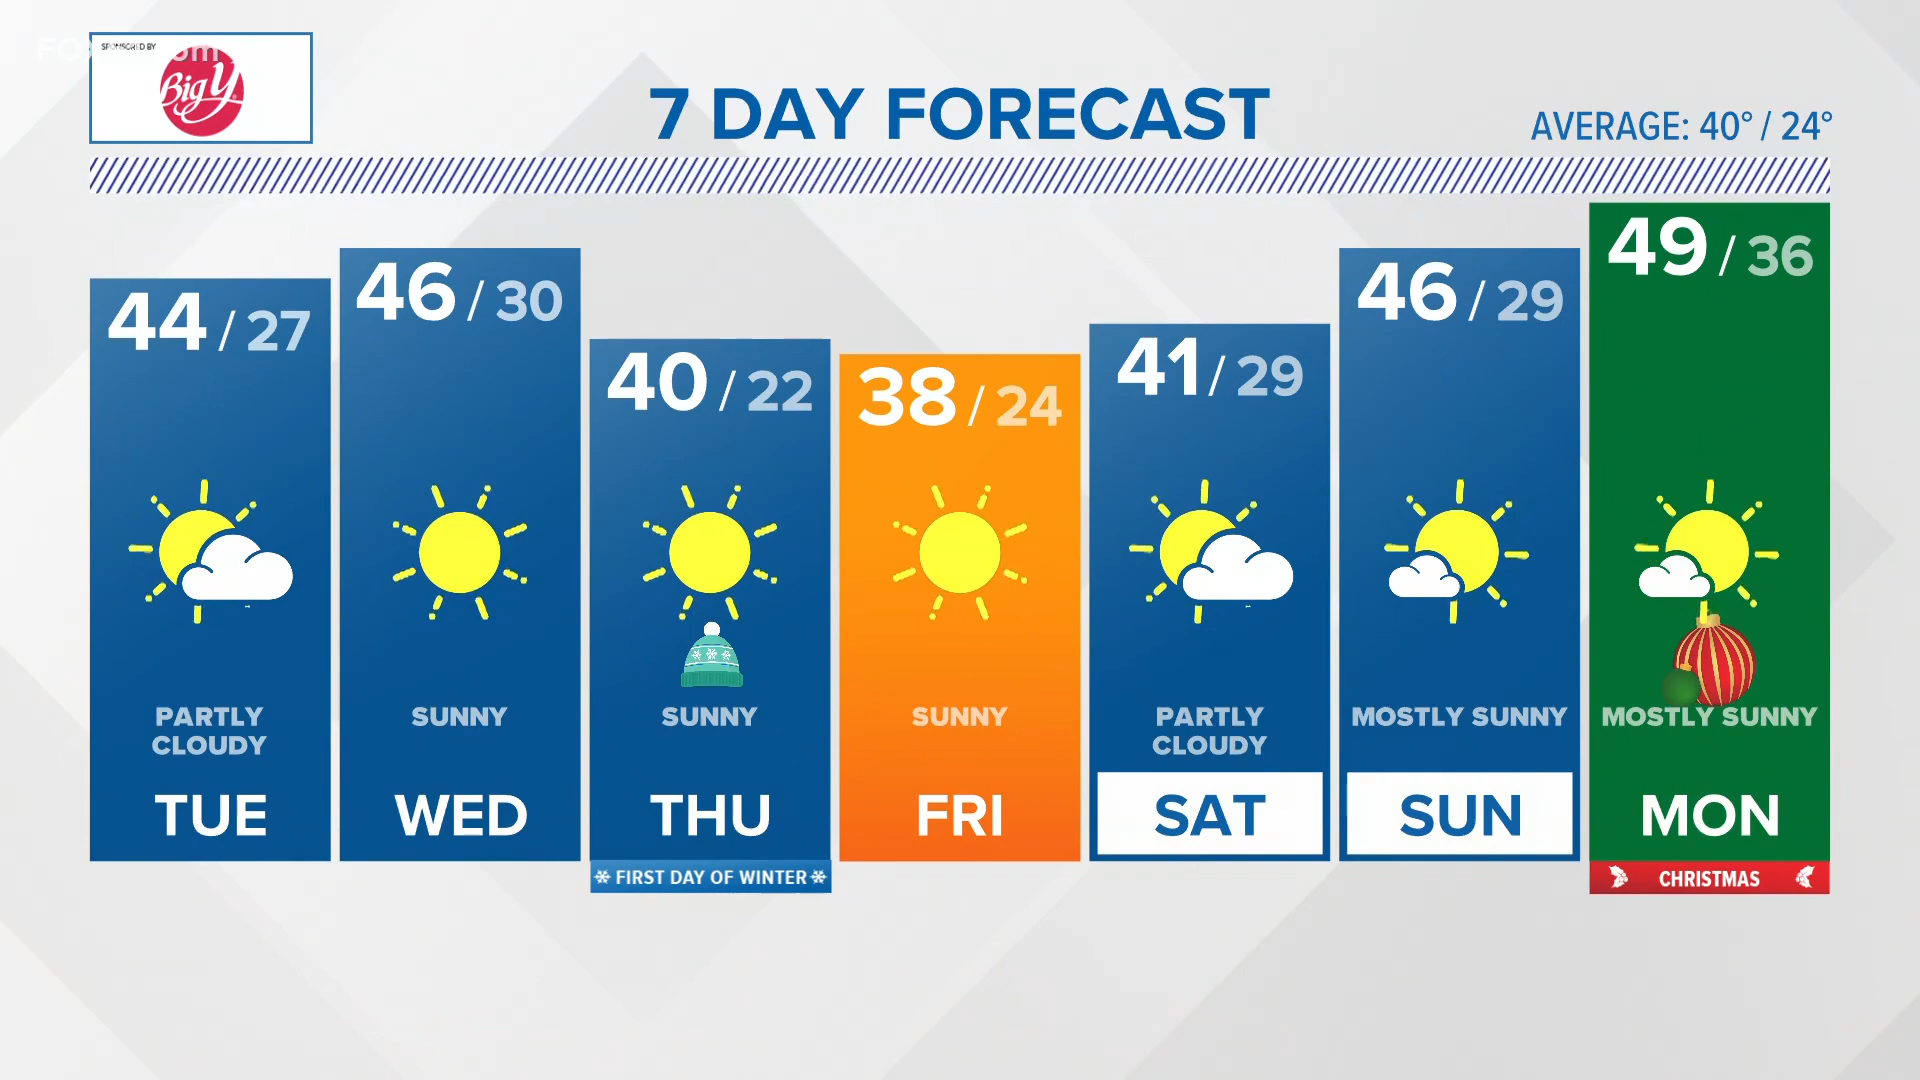 SPONSORED BY
Big Y
7 DAY FORECAST
AVERAGE: 40° / 24°
44 / 27
PARTLY
CLOUDY
TUE
46 / 30
SUNNY
WED
40 / 22
SUNNY
THU
FIRST DAY OF WINTER
38 / 24
SUNNY
FRI
41 / 29
PARTLY
CLOUDY
SAT
46 / 29
MOSTLY SUNNY
SUN
49 / 36
MOSTLY SUNNY
MON
CHRISTMAS